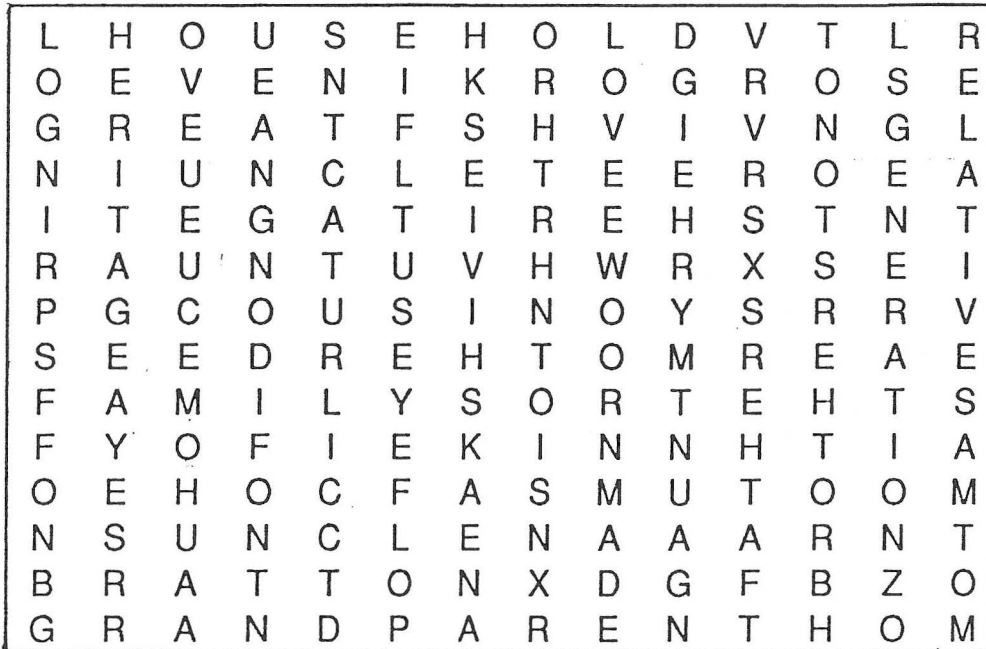 L H O U S E H O L D V T L R
O E V E N I K R O G R O S E
G R E A T F S H V I V N G L
N I U N C L E T E E R O E A
I T E G A T I R E H S T N T
R A U N T U V H W R X S E I
P G C O U S I N O Y S R R V
S E E D R E H T O M R E A E
F A M I L Y S O R T E H T S
F Y O F I E K I N N H T I A
O E H O C F A S M U T O O M
N S U N C L E N A A A R N T
B R A T T O N X D G F B Z O
G R A N D P A R E N T H O M